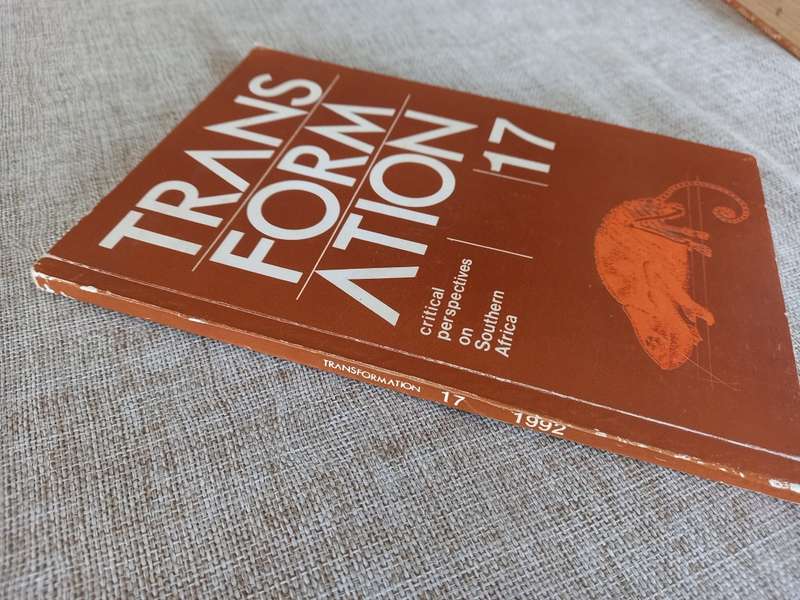 TRANS
FORM
ATION
17
critical
perspectives
on
Southern
Africa
TRANSFORMATION 17 1992